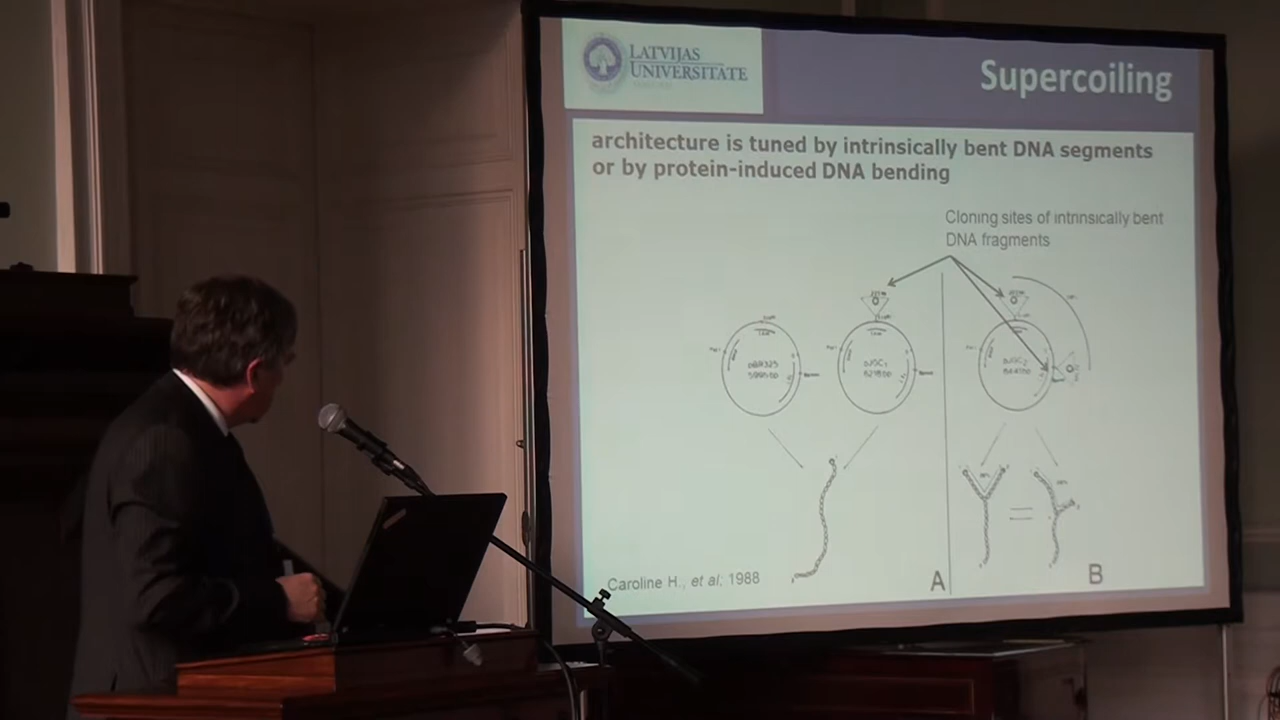 LATVIJAS
UNIVERSITATE
Supercoiling
architecture is tuned by intrinsically bent DNA segments
or by protein-induced DNA bending
Cloning sites of intrinsically bent
DNA fragments
Caroline H., et al, 1988
A
B